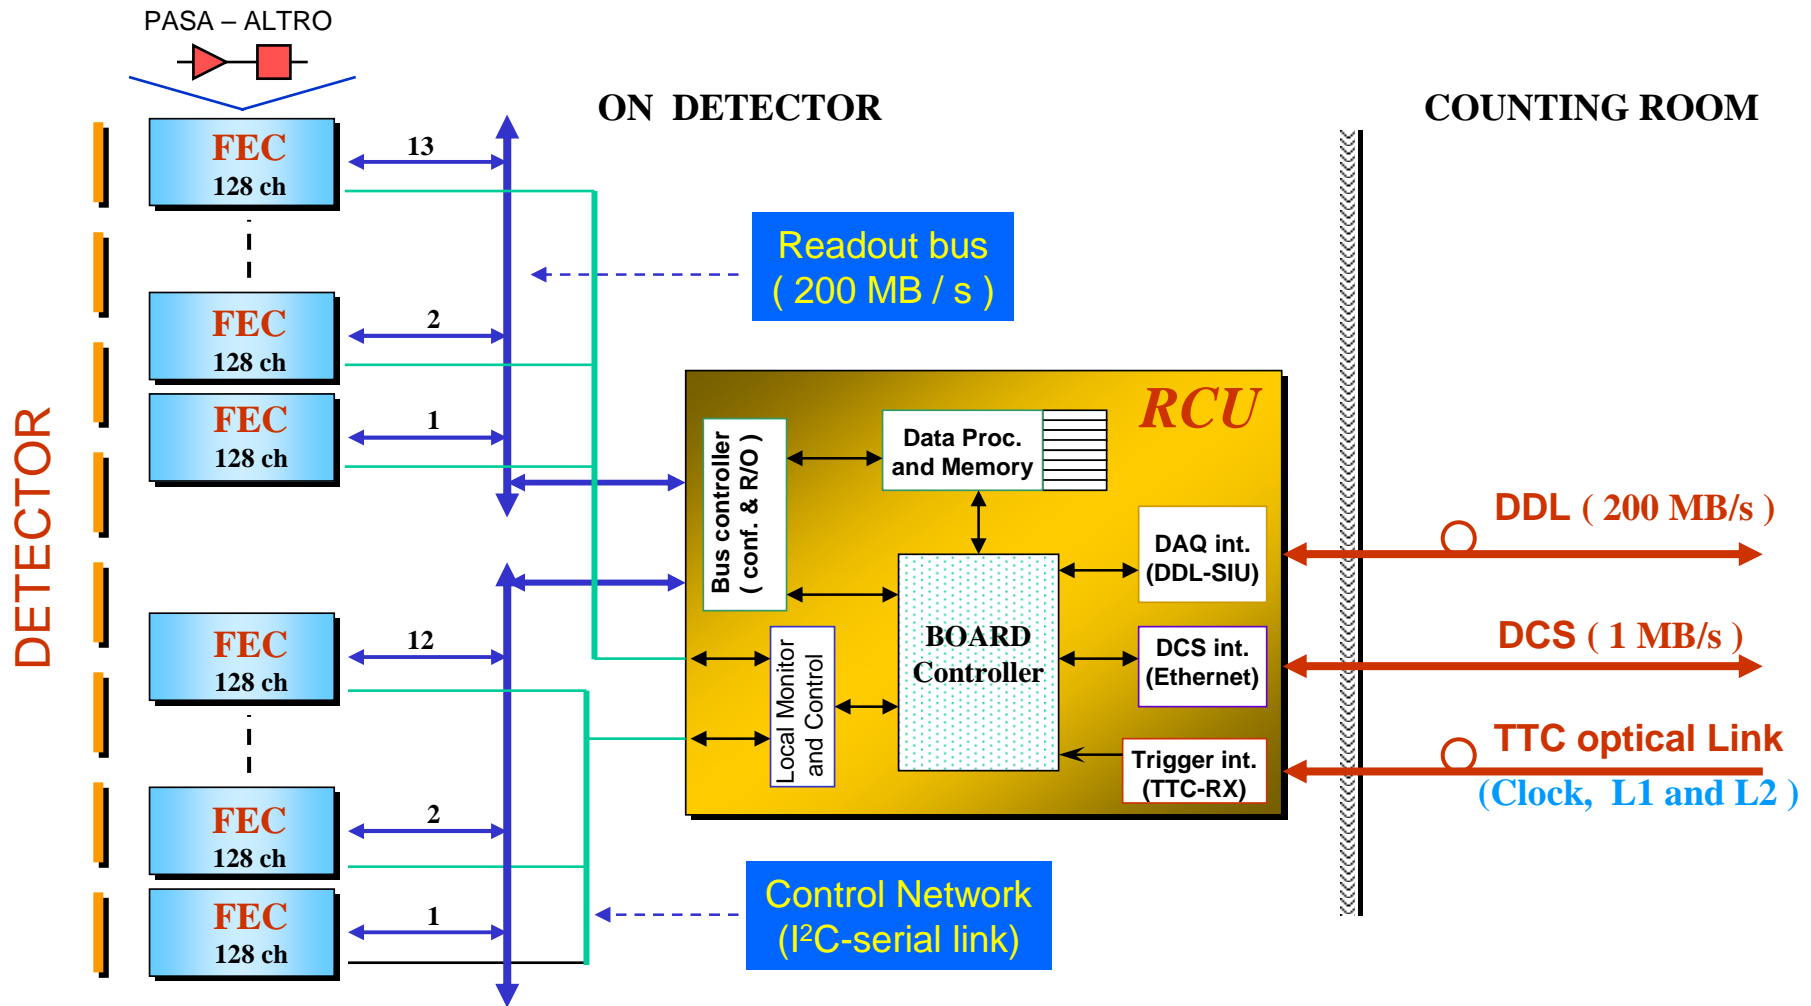 PASA – ALTRO
ON DETECTOR
COUNTING ROOM
DETECTOR
FEC
128 ch
13
FEC
128 ch
2
FEC
128 ch
1
FEC
128 ch
12
FEC
128 ch
2
FEC
128 ch
1
Readout bus
( 200 MB / s )
RCU
Bus controller
( conf. & R/O )
Data Proc.
and Memory
Local Monitor
and Control
BOARD
Controller
DAQ int.
(DDL-SIU)
DCS int.
(Ethernet)
Trigger int.
(TTC-RX)
DDL ( 200 MB/s )
DCS ( 1 MB/s )
TTC optical Link
(Clock, L1 and L2 )
Control Network
(I²C-serial link)